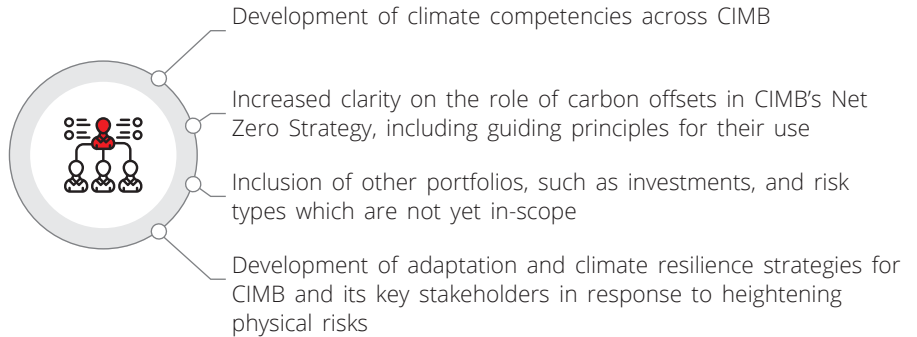 Development of climate competencies across CIMB
Increased clarity on the role of carbon offsets in CIMB's Net
Zero Strategy, including guiding principles for their use
Inclusion of other portfolios, such as investments, and risk
types which are not yet in-scope
Development of adaptation and climate resilience strategies for
CIMB and its key stakeholders in response to heightening
physical risks